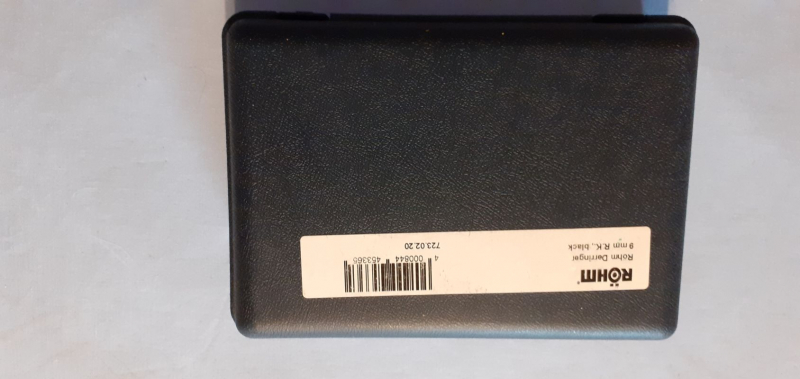 RÖHM
Röhm Derringer
9 mm R.K., black
4 000844 453365
723.02.20